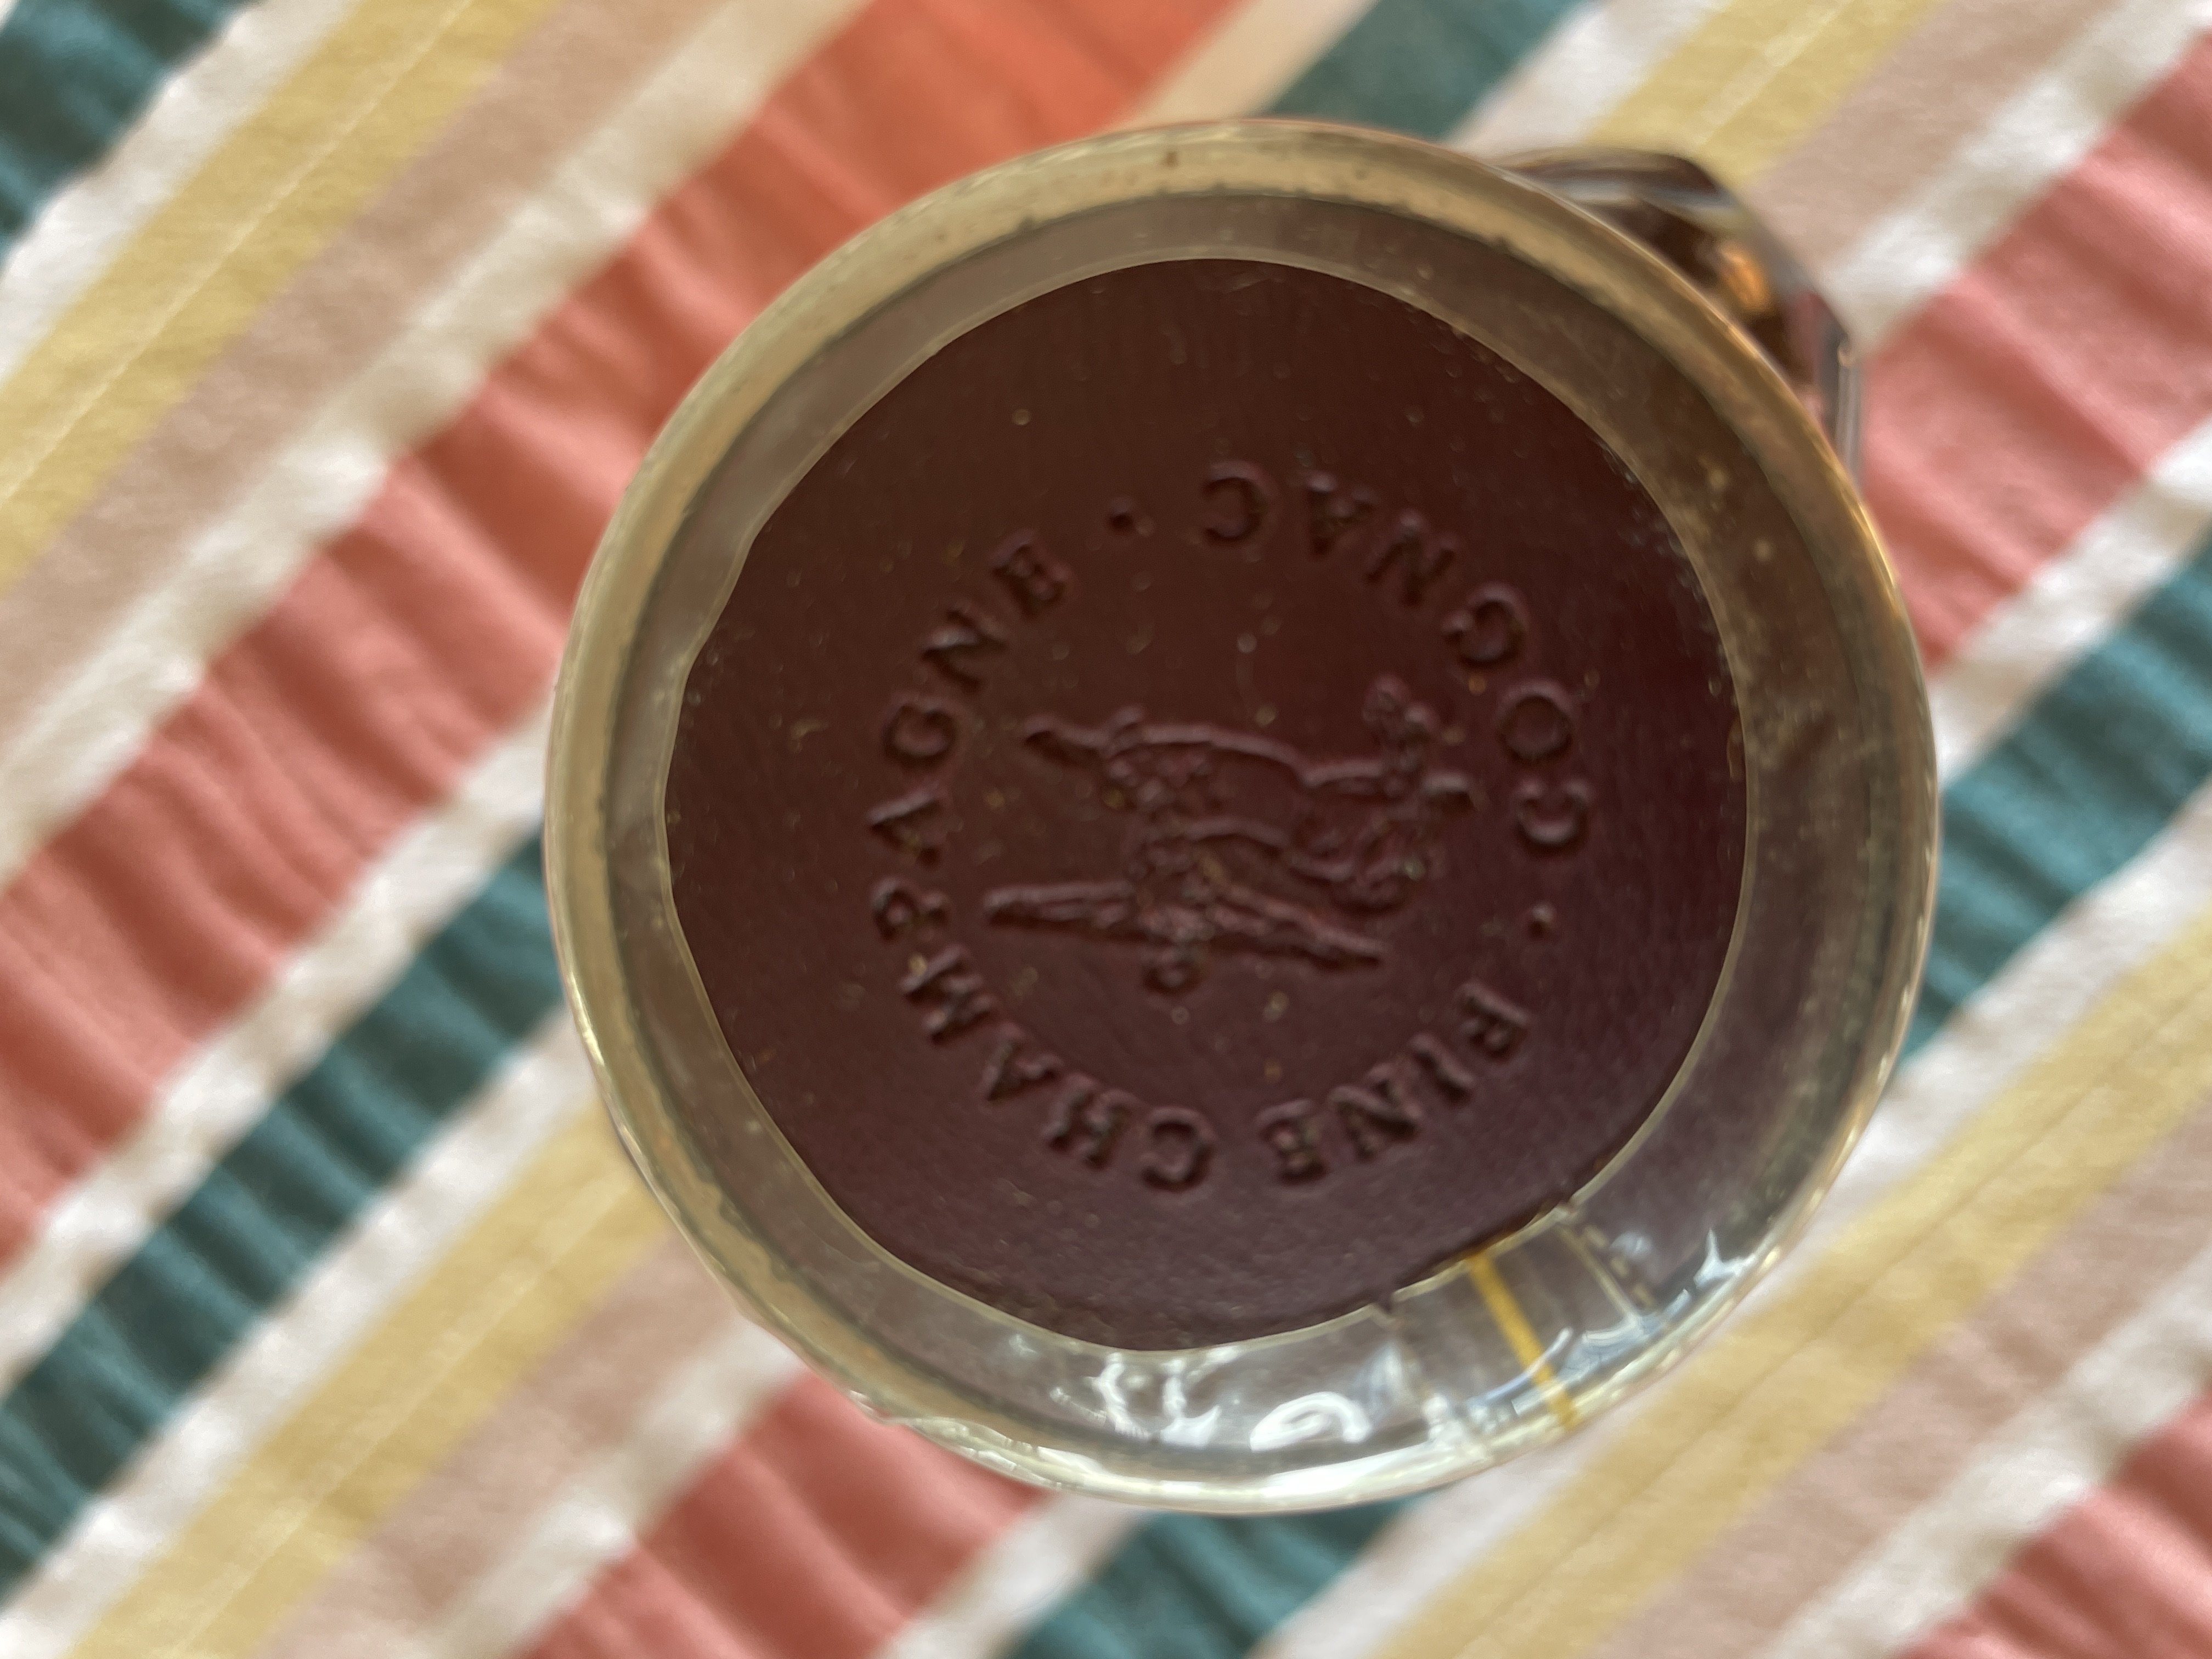 FINE CHAMPAGNE · COGNAC ·